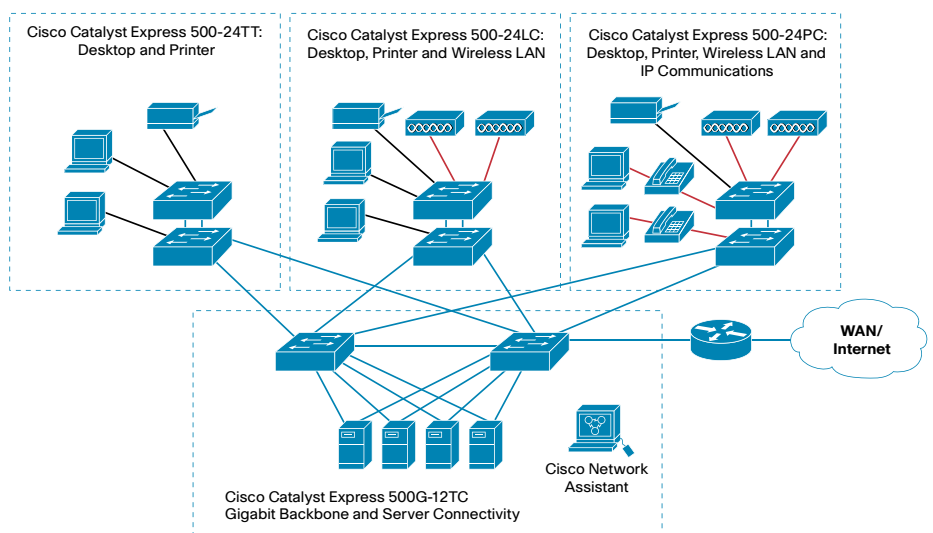 Cisco Catalyst Express 500-24TT:
Desktop and Printer
Cisco Catalyst Express 500-24LC:
Desktop, Printer and Wireless LAN
Cisco Catalyst Express 500-24PC:
Desktop, Printer, Wireless LAN and
IP Communications
WAN/
Internet
Cisco Network
Assistant
Cisco Catalyst Express 500G-12TC
Gigabit Backbone and Server Connectivity